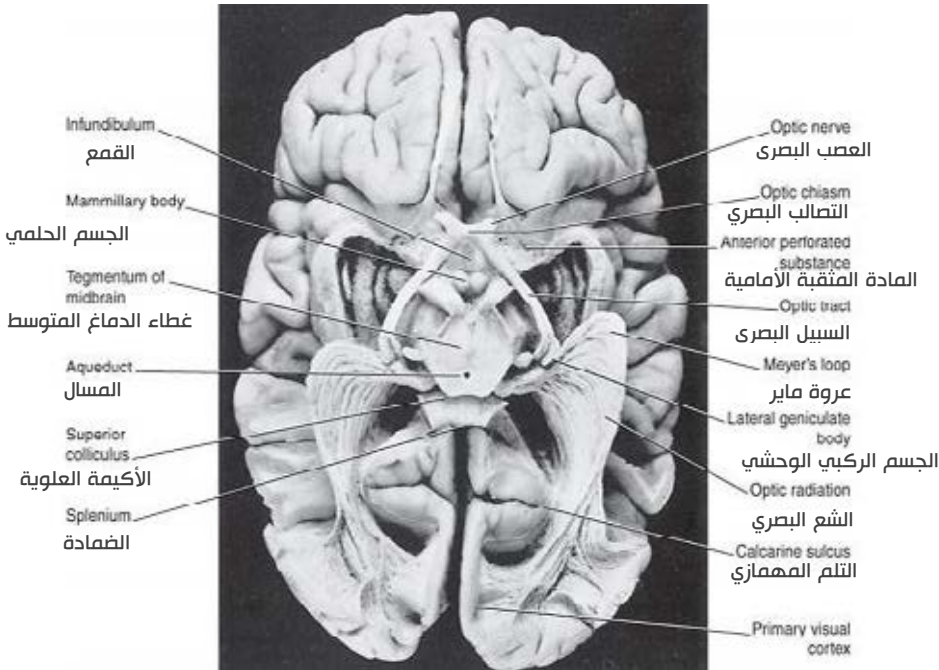 Infundibulum
القمع
Mammillary body
الجسم الحلمي
Tegmentum of
midbrain
غطاء الدماغ المتوسط
Aqueduct
المسال
Superior
colliculus
الأكيمة العلوية
Splenium
الضمادة
Optic nerve
العصب البصرى
Optic chiasm
التصالب البصري
Anterior perforated
substance
المادة المثقبة الأمامية
Optic tract
السبيل البصرى
Meyer's loop
عروة ماير
Lateral geniculate
body
الجسم الركبي الوحشي
Optic radiation
الشع البصري
Calcarine sulcus
التلم المهمازي
Primary visual
cortex